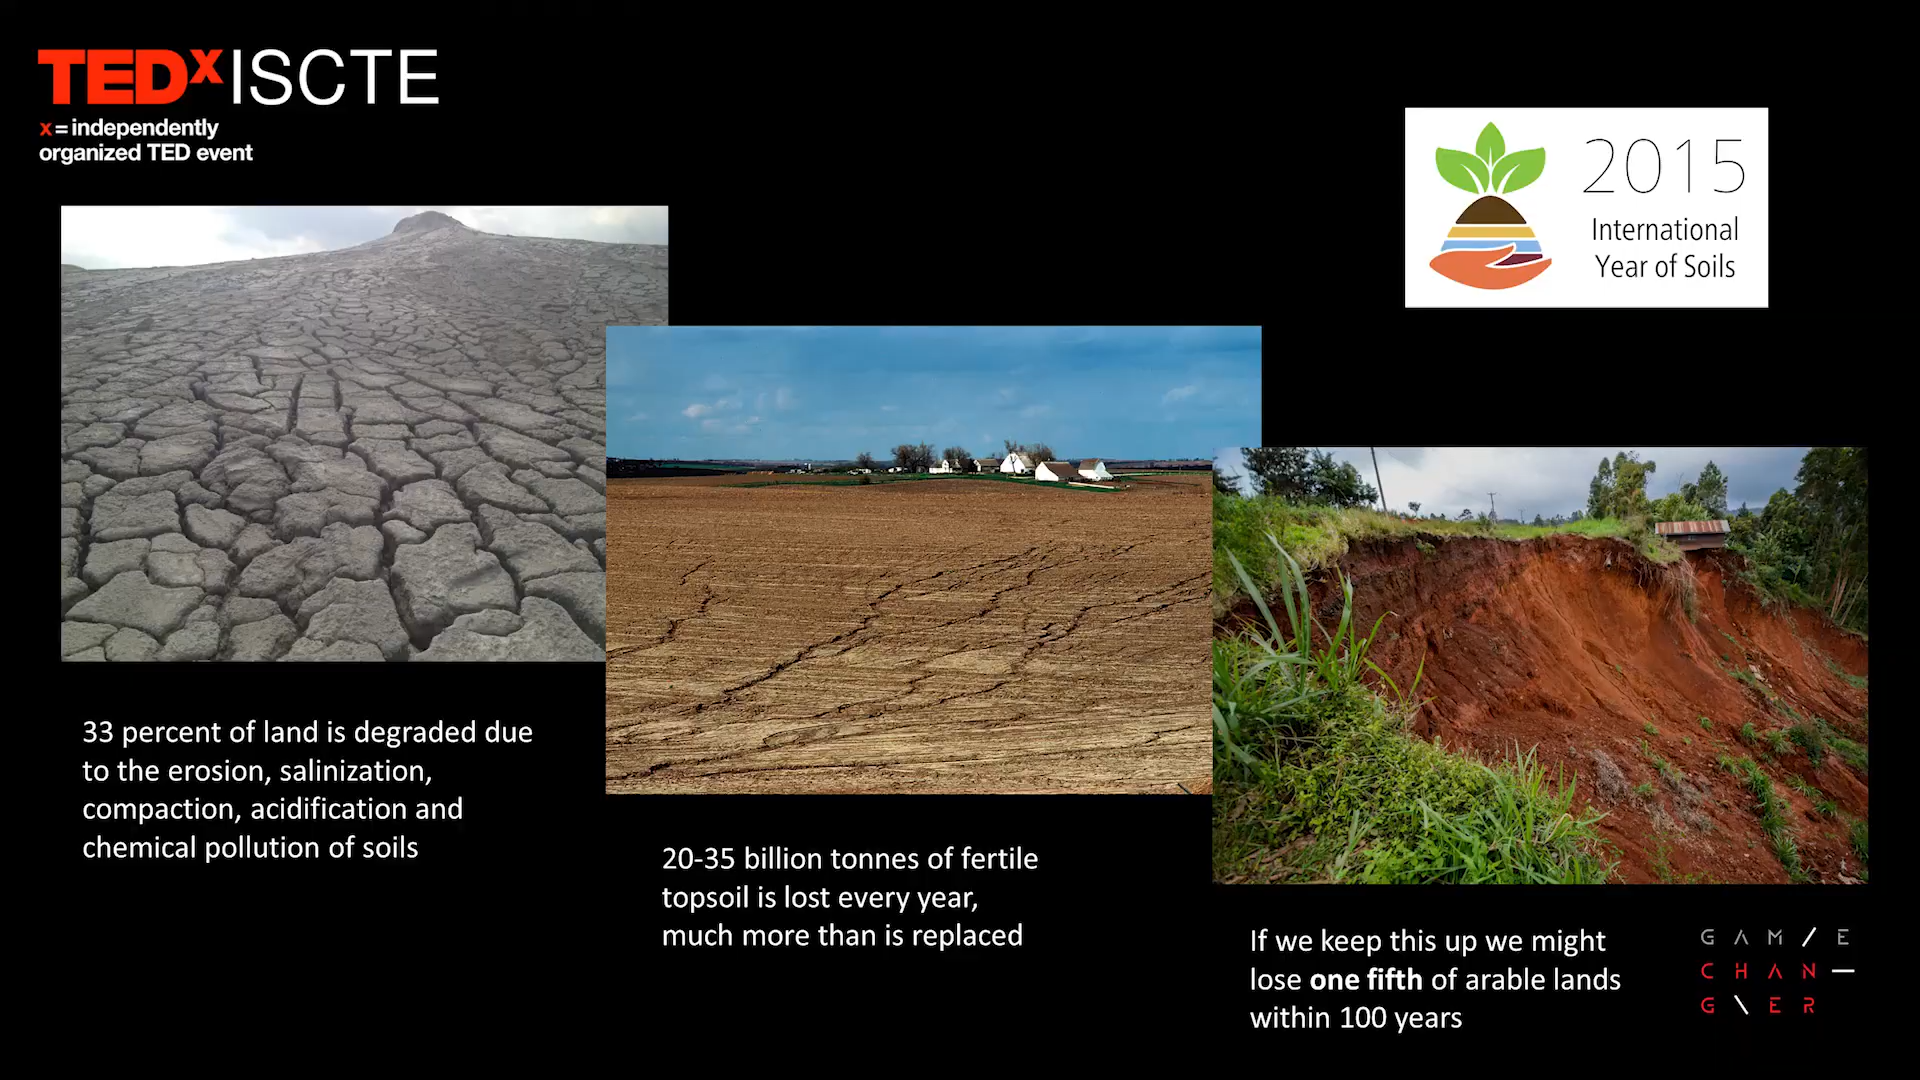 TEDxISCTE
x = independently
organized TED event
2015
International
Year of Soils
33 percent of land is degraded due
to the erosion, salinization,
compaction, acidification and
chemical pollution of soils
20-35 billion tonnes of fertile
topsoil is lost every year,
much more than is replaced
If we keep this up we might
lose one fifth of arable lands
within 100 years
GAM/E
CHAN—
G\ER